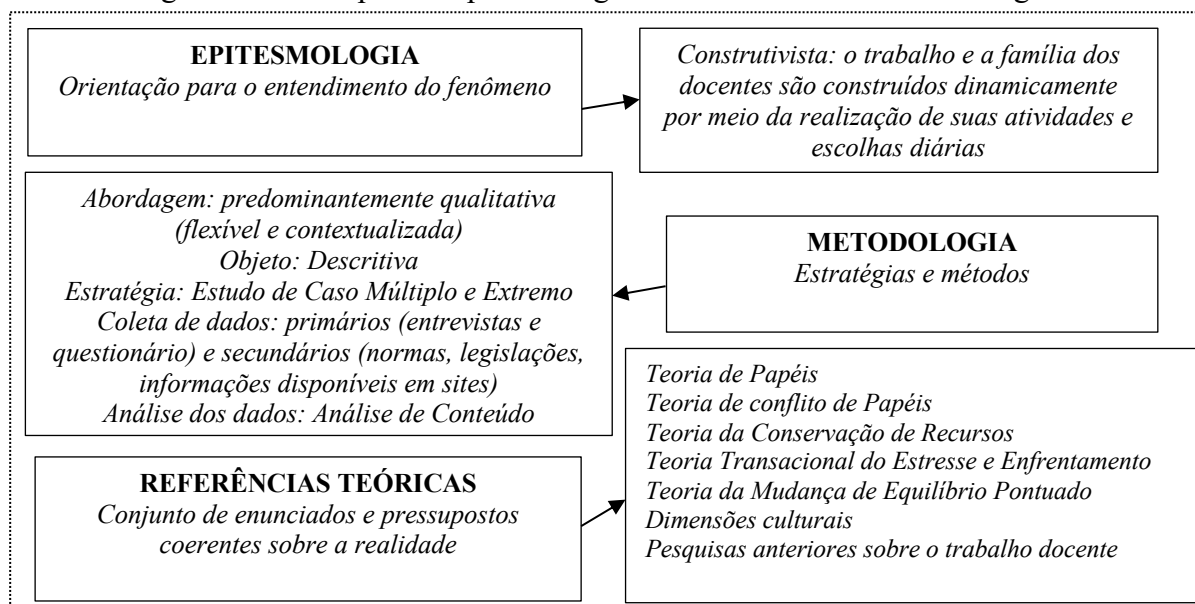 EPITESMOLOGIA
Orientação para o entendimento do fenômeno
Construtivista: o trabalho e a família dos
docentes são construídos dinamicamente
por meio da realização de suas atividades e
escolhas diárias
Abordagem: predominantemente qualitativa
(flexível e contextualizada)
Objeto: Descritiva
Estratégia: Estudo de Caso Múltiplo e Extremo
Coleta de dados: primários (entrevistas e
questionário) e secundários (normas, legislações,
informações disponíveis em sites)
Análise dos dados: Análise de Conteúdo
METODOLOGIA
Estratégias e métodos
REFERÊNCIAS TEÓRICAS
Conjunto de enunciados e pressupostos
coerentes sobre a realidade
Teoria de Papéis
Teoria de conflito de Papéis
Teoria da Conservação de Recursos
Teoria Transacional do Estresse e Enfrentamento
Teoria da Mudança de Equilíbrio Pontuado
Dimensões culturais
Pesquisas anteriores sobre o trabalho docente